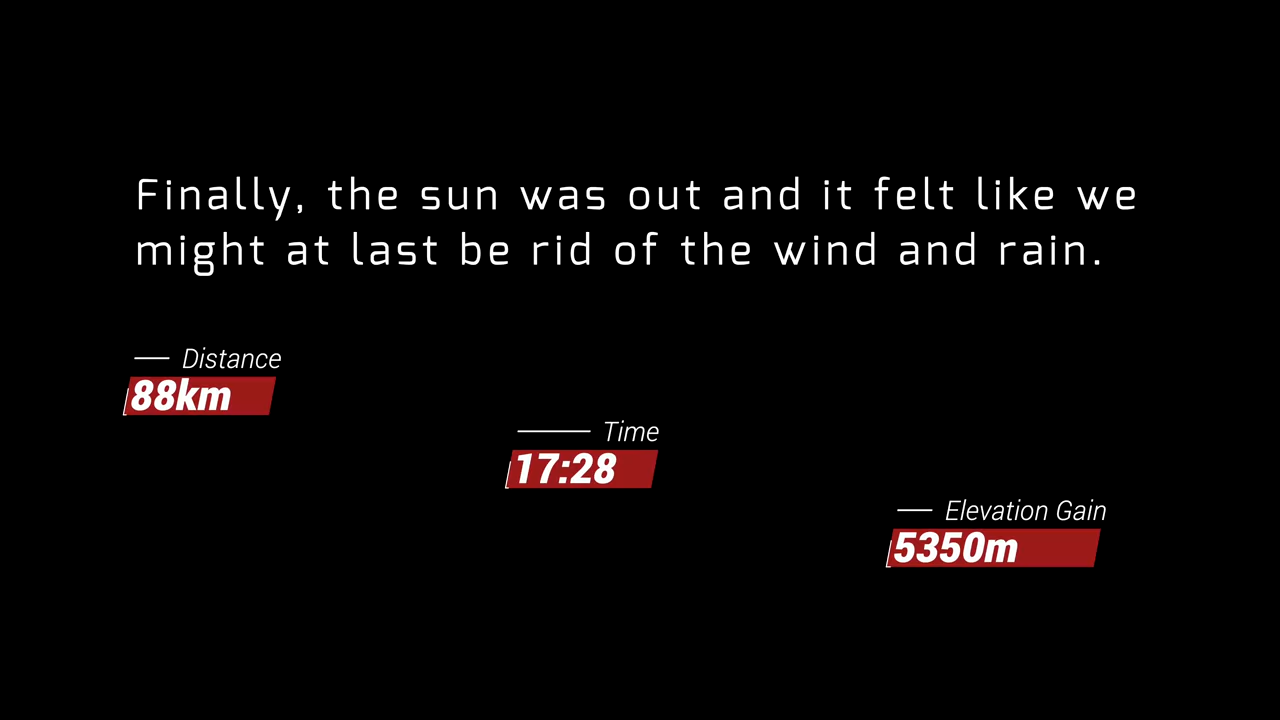 Finally, the sun was out and it felt like we
might at last be rid of the wind and rain.
Distance
88km
Time
17:28
Elevation Gain
5350m